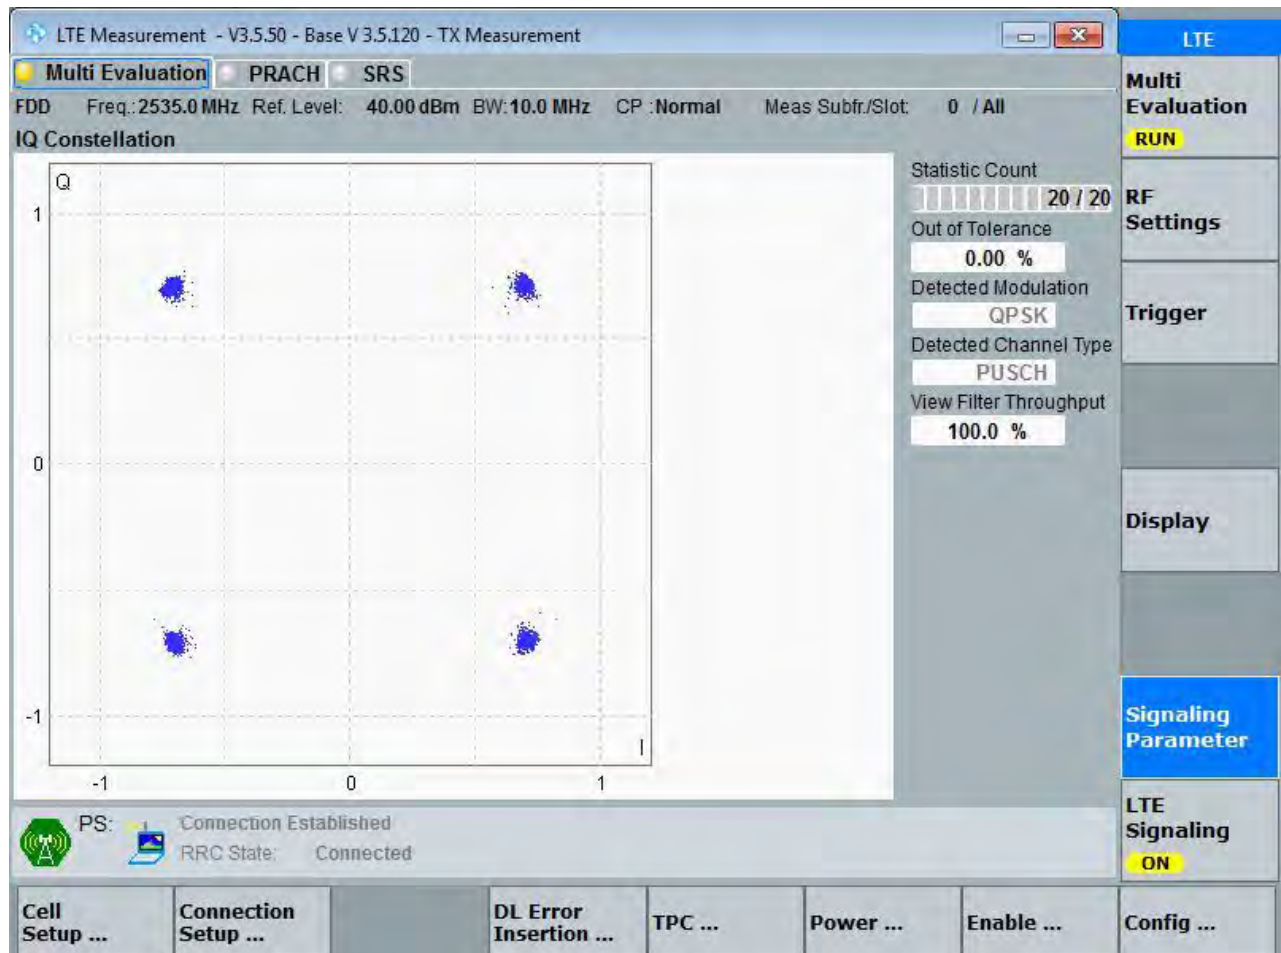 LTE Measurement - V3.5.50 - Base V 3.5.120 - TX Measurement
LTE
Multi Evaluation PRACH SRS
FDD Freq.:2535.0 MHz Ref. Level: 40.00 dBm BW:10.0 MHz CP :Normal Meas Subfr./Slot: 0 / All
IQ Constellation
Q
1
0
-1
I
-1 0 1
Statistic Count
20 / 20
Out of Tolerance
0.00 %
Detected Modulation
QPSK
Detected Channel Type
PUSCH
View Filter Throughput
100.0 %
Multi
Evaluation
RUN
RF
Settings
Trigger
Display
Signaling
Parameter
LTE
Signaling
ON
PS: Connection Established
RRC State: Connected
Cell
Setup ...
Connection
Setup ...
DL Error
Insertion ...
TPC ...
Power ...
Enable ...
Config ...